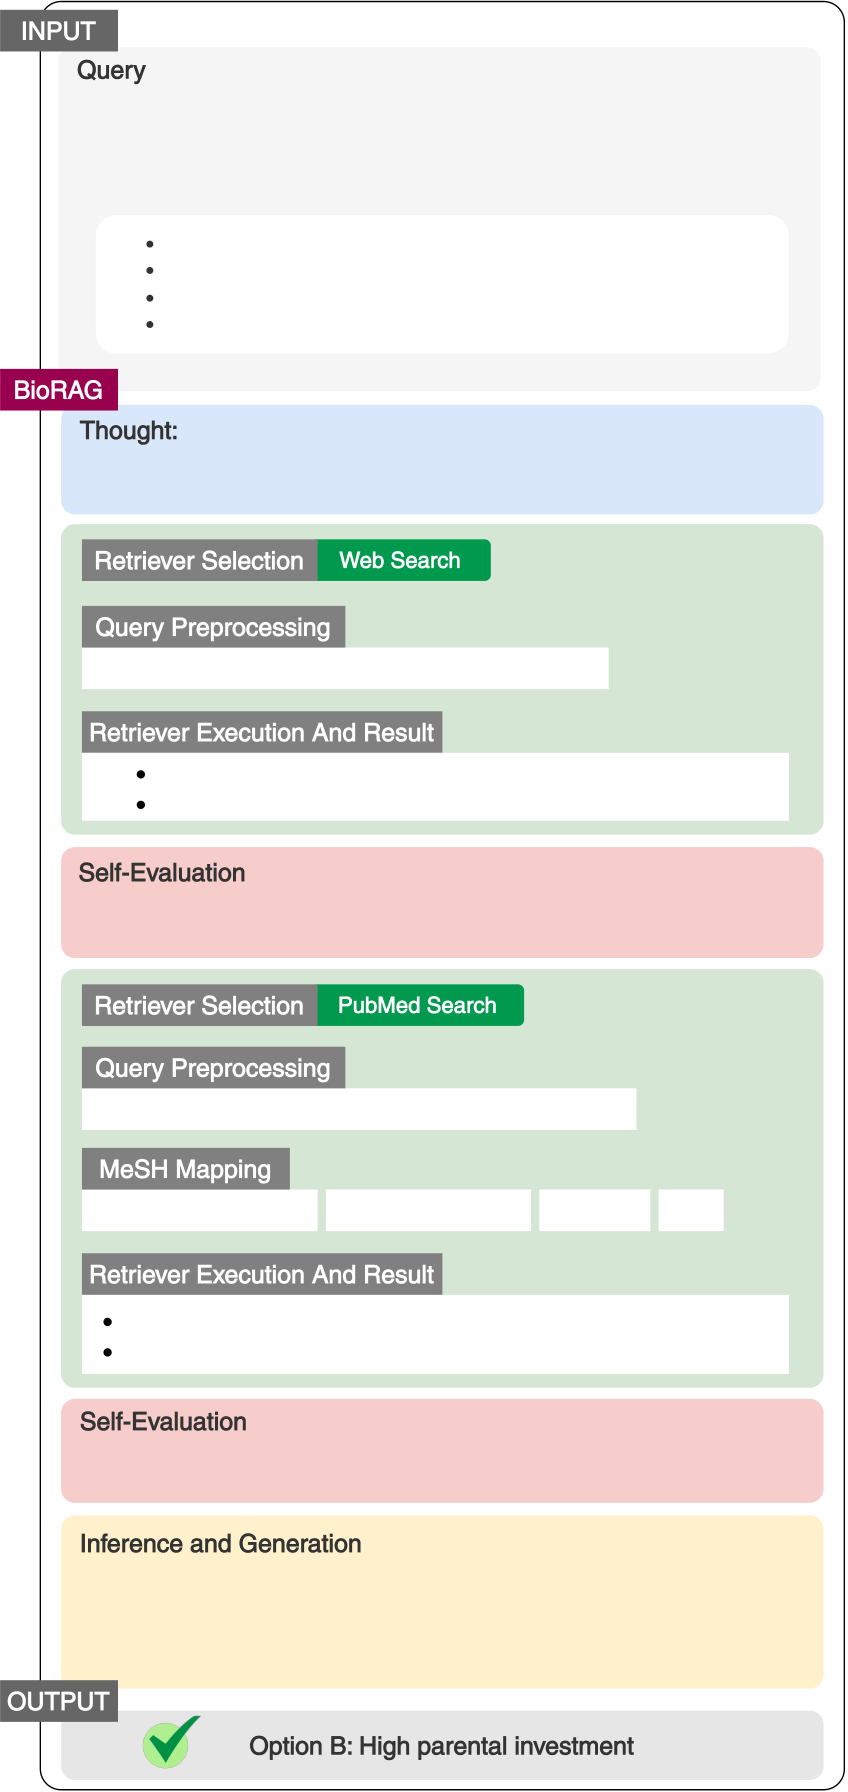 INPUT
Query
•
•
•
•
BioRAG
Thought:
Retriever Selection Web Search
Query Preprocessing
Retriever Execution And Result
•
•
Self-Evaluation
Retriever Selection PubMed Search
Query Preprocessing
MeSH Mapping
Retriever Execution And Result
•
•
Self-Evaluation
Inference and Generation
OUTPUT
Option B: High parental investment